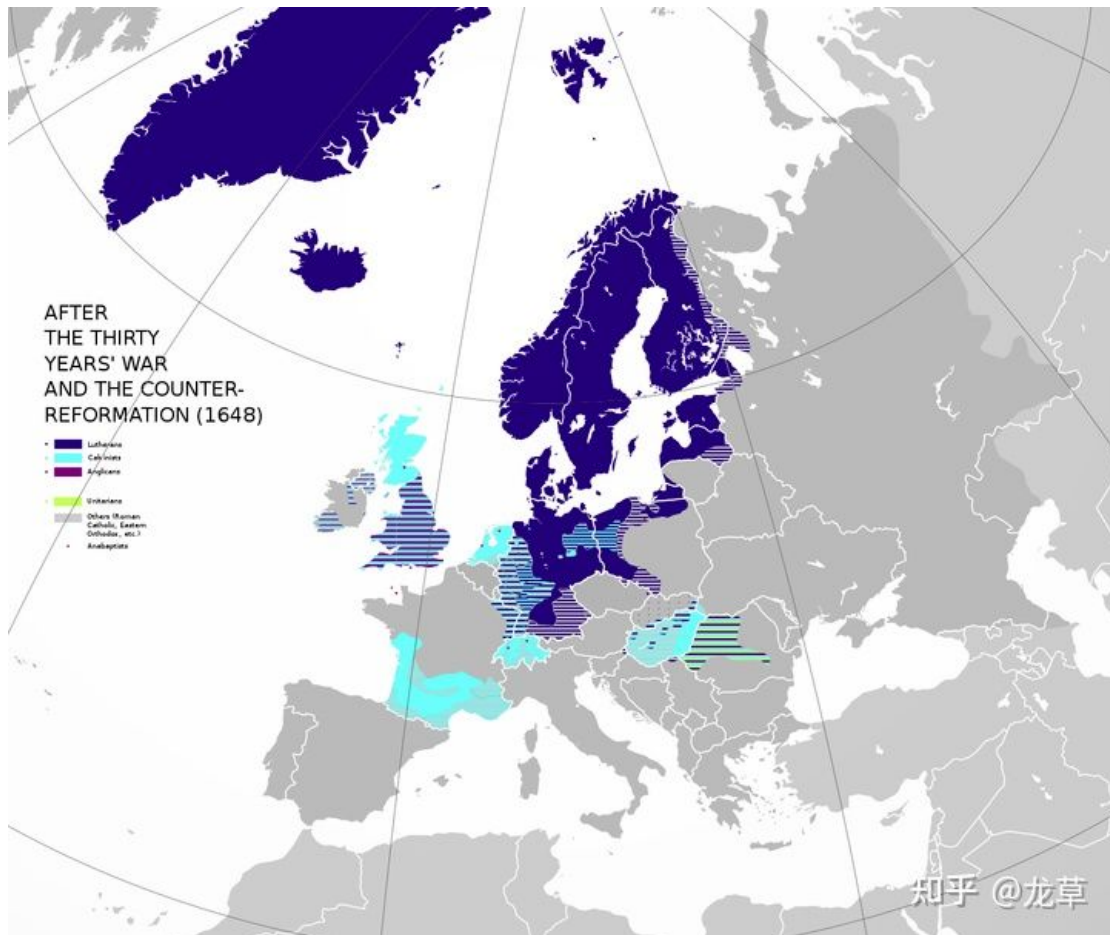 AFTER
THE THIRTY
YEARS' WAR
AND THE COUNTER-
REFORMATION (1648)
Lutherans
Calvinists
Anglicans
Unitarians
Others (Roman
Catholic, Eastern
Orthodox, etc.)
Anabaptists
知乎 @龙草